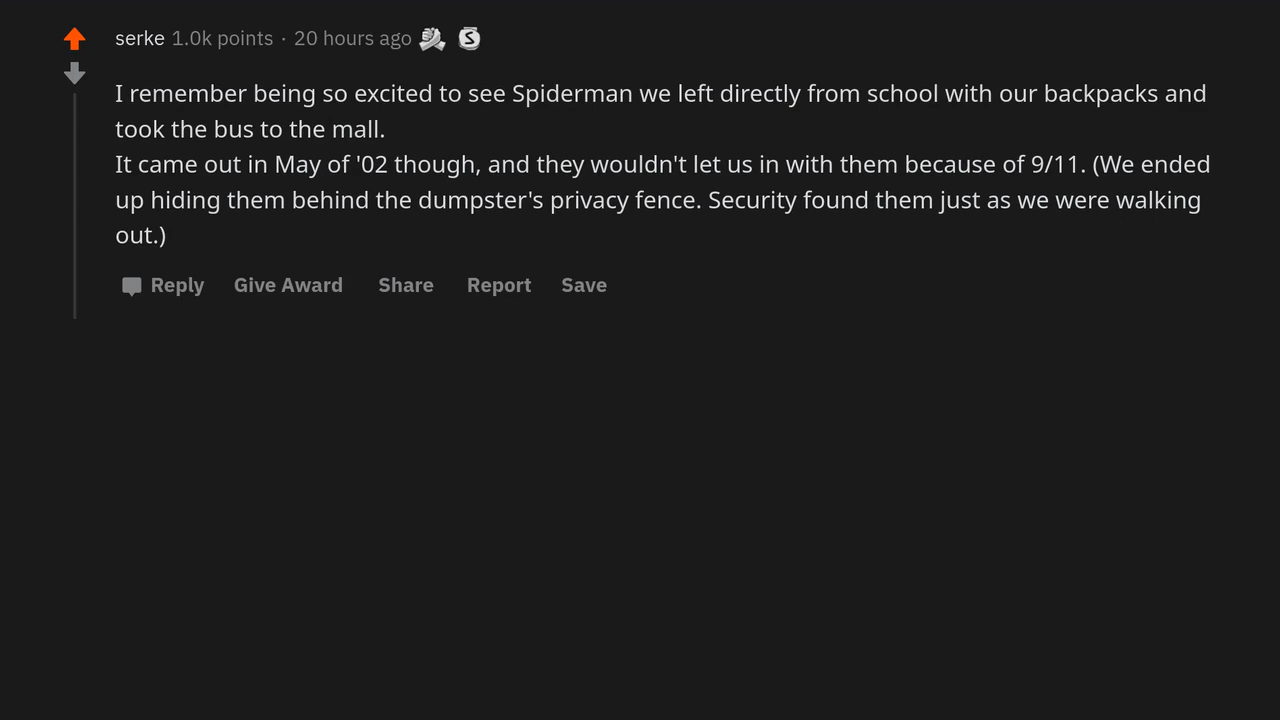 serke 1.0k points · 20 hours ago
I remember being so excited to see Spiderman we left directly from school with our backpacks and
took the bus to the mall.
It came out in May of '02 though, and they wouldn't let us in with them because of 9/11. (We ended
up hiding them behind the dumpster's privacy fence. Security found them just as we were walking
out.)
Reply Give Award Share Report Save